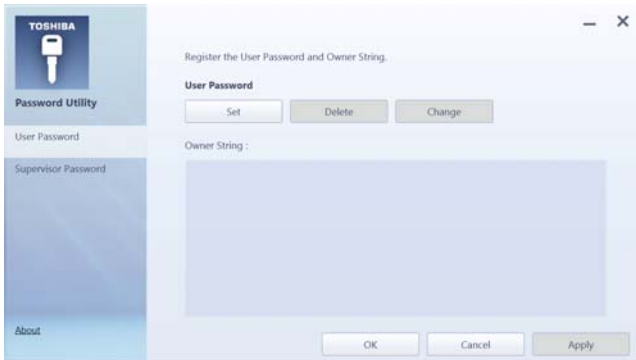 TOSHIBA
Password Utility
User Password
Supervisor Password
About
Register the User Password and Owner String.
User Password
Set Delete Change
Owner String :
OK Cancel Apply